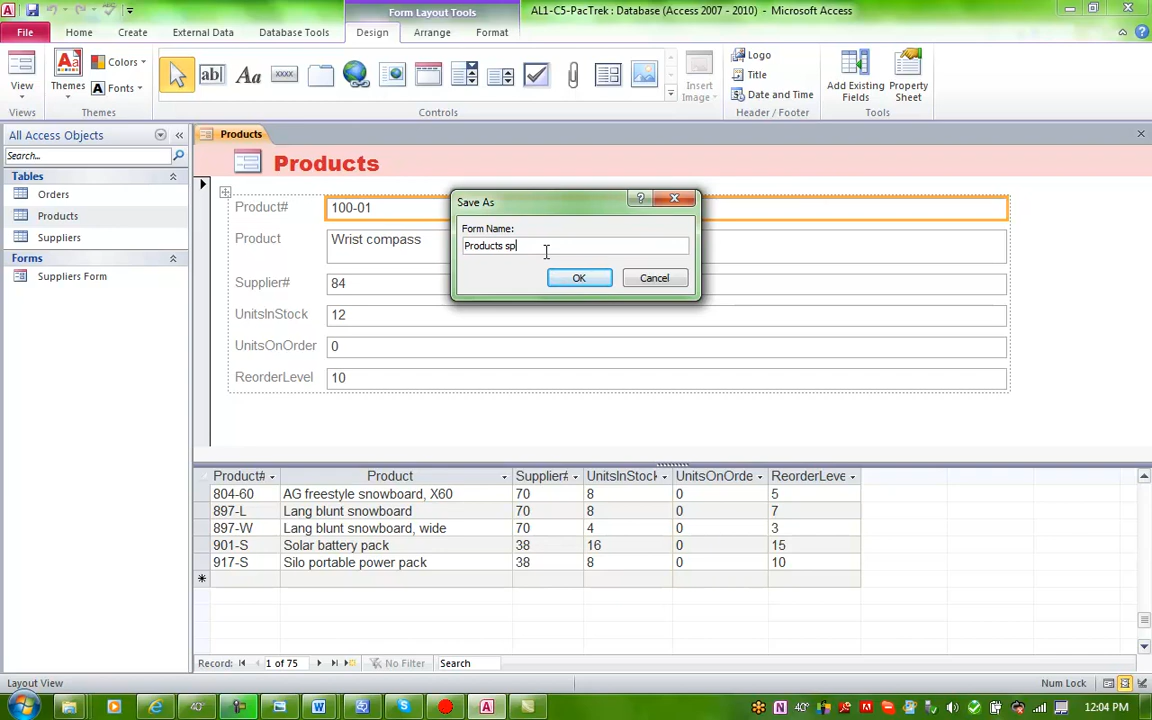 Form Layout Tools
AL1-C5-PacTrek : Database (Access 2007 - 2010) - Microsoft Access
File Home Create External Data Database Tools Design Arrange Format
View
Themes
Colors
Fonts
ab|
Aa
xxxx
Insert
Image
Logo
Title
Date and Time
Add Existing
Fields
Property
Sheet
Views Themes Controls Header / Footer Tools
All Access Objects
Search...
Tables
Orders
Products
Suppliers
Forms
Suppliers Form
Products
Products
Product# 100-01
Product Wrist compass
Supplier# 84
UnitsInStock 12
UnitsOnOrder 0
ReorderLevel 10
Save As
Form Name:
Products sp
OK Cancel
Product# Product Supplier# UnitsInStock UnitsOnOrde ReorderLeve
804-60 AG freestyle snowboard, X60 70 8 0 5
897-L Lang blunt snowboard 70 8 0 7
897-W Lang blunt snowboard, wide 70 4 0 3
901-S Solar battery pack 38 16 0 15
917-S Silo portable power pack 38 8 0 10
Record: 1 of 75 No Filter Search
Layout View Num Lock
40° 40° 12:04 PM